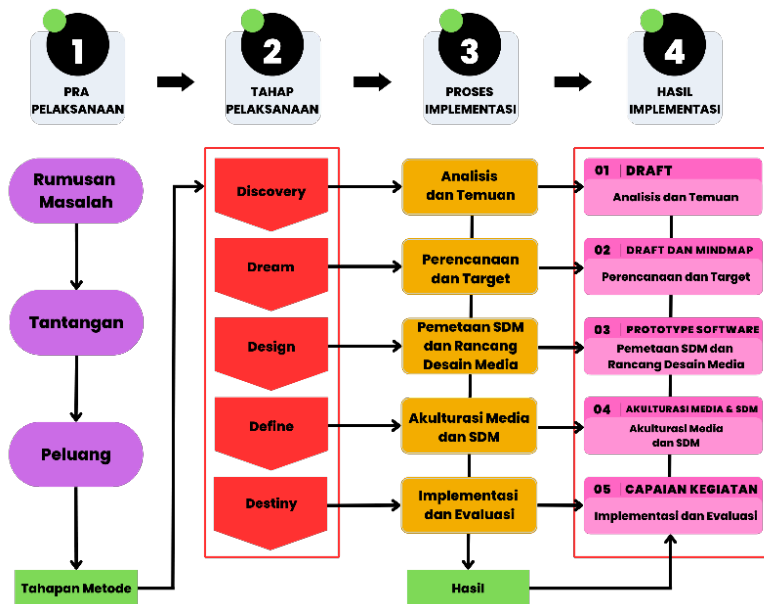 1
PRA
PELAKSANAAN
2
TAHAP
PELAKSANAAN
3
PROSES
IMPLEMENTASI
4
HASIL
IMPLEMENTASI
Rumusan
Masalah
Tantangan
Peluang
Tahapan Metode
Discovery
Dream
Design
Define
Destiny
Analisis
dan Temuan
Perencanaan
dan Target
Pemetaan SDM
dan Rancang
Desain Media
Akulturasi Media
dan SDM
Implementasi
dan Evaluasi
Hasil
01 DRAFT
Analisis dan Temuan
02 DRAFT DAN MINDMAP
Perencanaan dan Target
03 PROTOTYPE SOFTWARE
Pemetaan SDM dan
Rancang Desain Media
04 AKULTURASI MEDIA & SDM
Akulturasi Media
dan SDM
05 CAPAIAN KEGIATAN
Implementasi dan Evaluasi